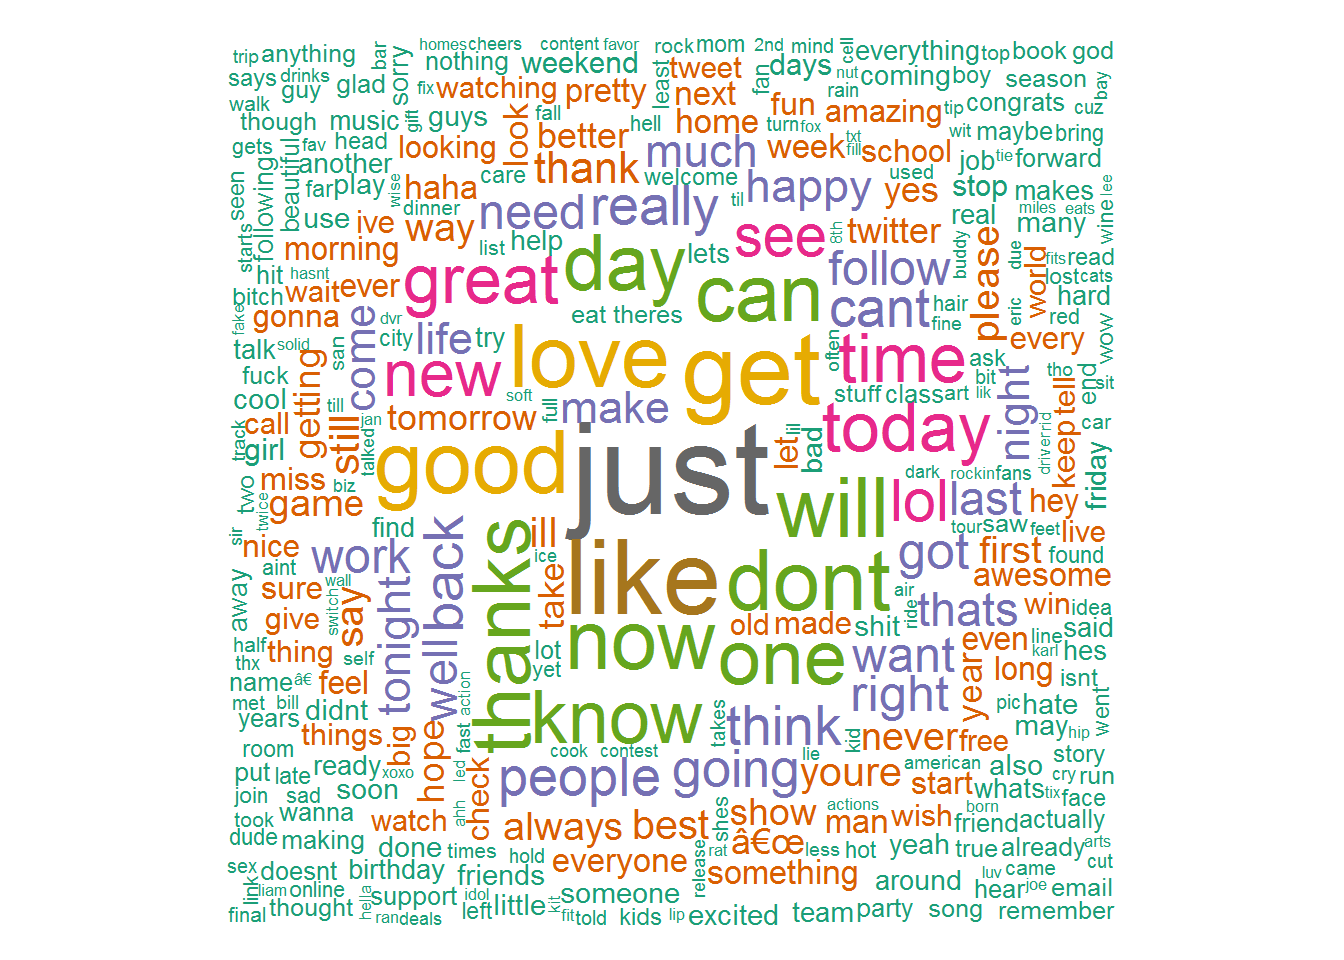 trip anything bar sorry homes cheers content favor rock mom 2nd mind cell everything top book god
says drinks guy glad nothing weekend least tweet fan days nut coming boy season bay
walk fix watching pretty next fun rain amazing tip congrats cuz
though music gift guys fall hell home turn fox txt wit maybe bring
gets fav head looking look better much week fill school job tie forward
seen following beautiful another wise haha care thank welcome happy used yes stop makes lee
far play dinner need really til real miles eats
starts use ive way list help day lets see 8th twitter buddy please due many wine
morning great can follow world fits read
hit hasnt wait ever eat theres cant hair eric lost cats
bitch gonna come dvr life try time fine every hard red wow
fake talk solid san city new love get often ask tho end
fuck getting soft stuff class art bit lik night tell sit
cool till jan tomorrow full make today keep car
call still talked good just let lil bad driver rid friday
track girl miss biz dark rockin fans
two twice game find will lol last hey
sir nice work back thanks ill ice like dont tour saw feet live
aint tonight got first found
away sure wall switch say take air awesome
give now old made shit ride thats win idea
half thing self well lot one want even line said
thx yet karl hes
name â€ feel right year long isnt
met bill know think pic hate went
years didnt big hope fast action takes never free may hip
room things cook contest lie kid story
put late ready xoxo check led people going youre american start also cry run
join sad soon whats tix face
took wanna watch ahh always best shes show man actions wish born friend actually
dude making done times hold everyone rat â€œ less hot yeah true already arts
sex doesnt birthday friends release something luv came cut
link liam online hella support idol someone around hear joe email
final thought ran deals left little kit fit told kids lip excited team party song remember